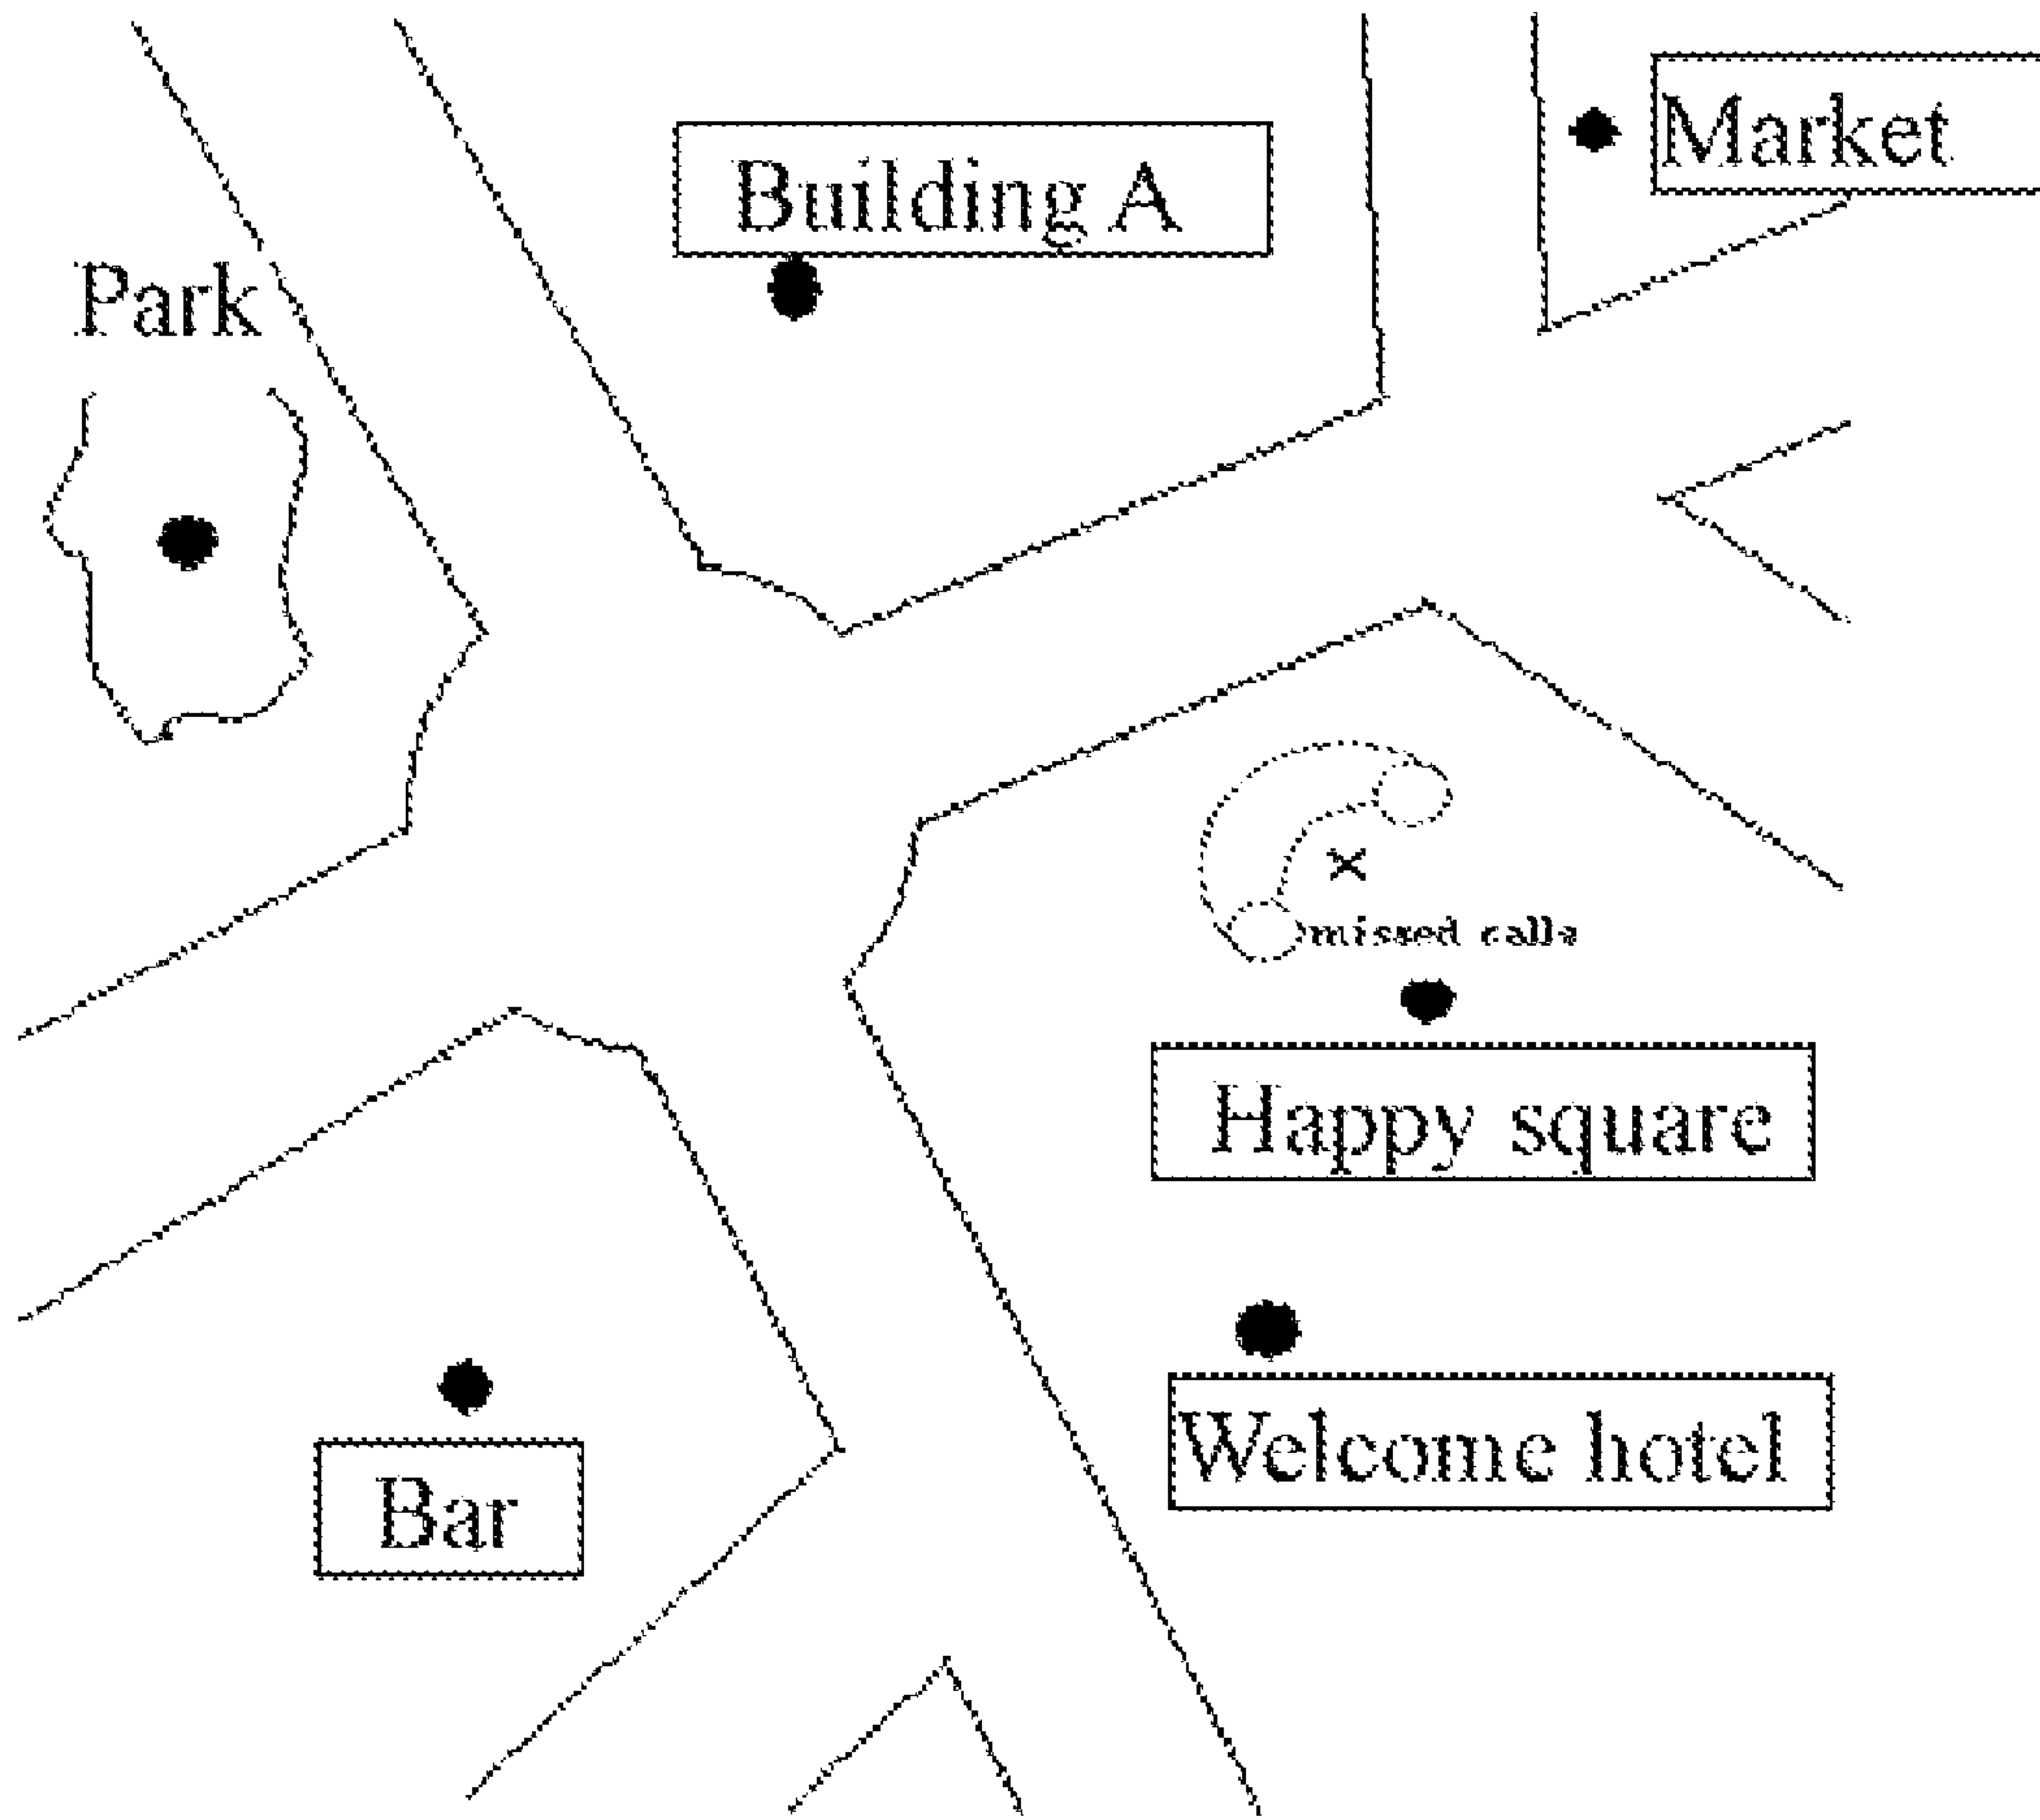 Market
Building A
Park
missed calls
Happy square
Welcome hotel
Bar